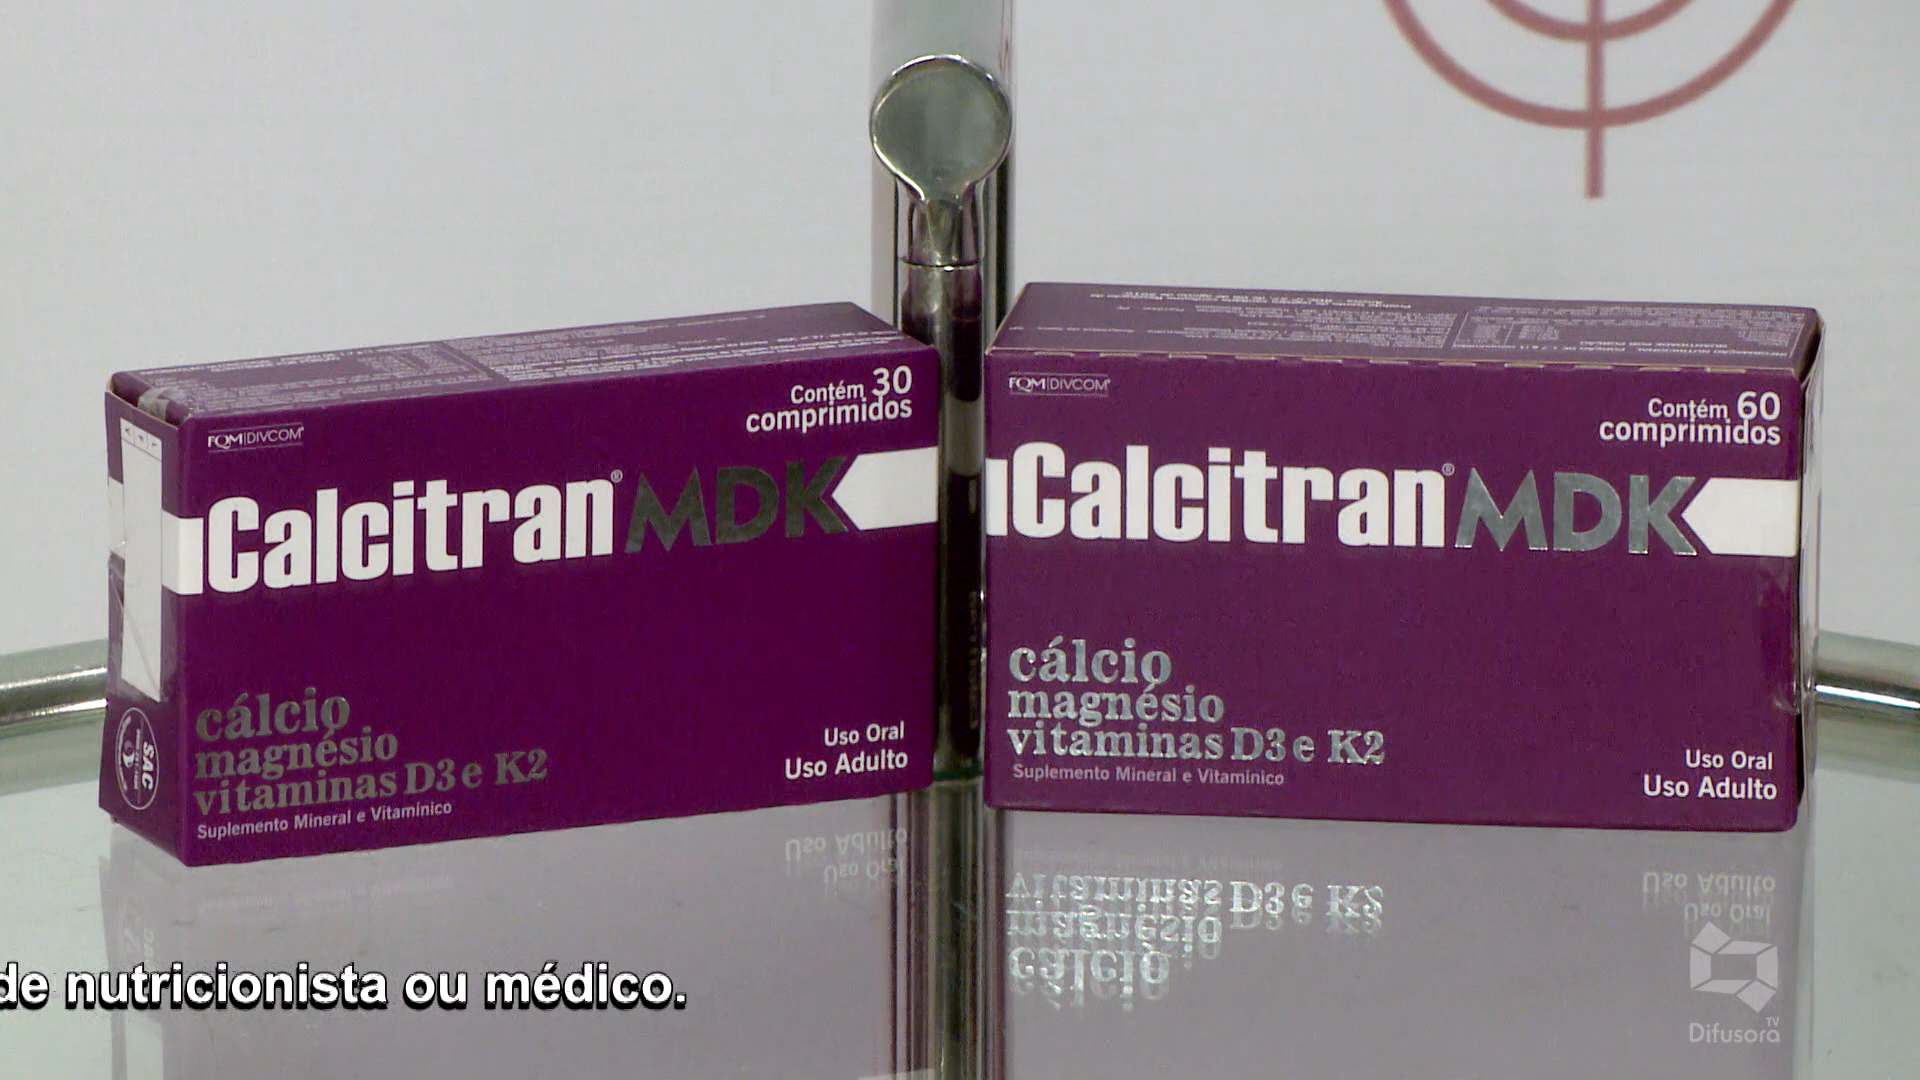 FQM|DIVCOM
Contém 30
comprimidos
Calcitran® MDK
cálcio
magnésio
vitaminas D3 e K2
Suplemento Mineral e Vitamínico
Uso Oral
Uso Adulto
SAC
FQM|DIVCOM
Contém 60
comprimidos
Calcitran® MDK
cálcio
magnésio
vitaminas D3 e K2
Suplemento Mineral e Vitamínico
Uso Oral
Uso Adulto
de nutricionista ou médico.
TV
Difusora